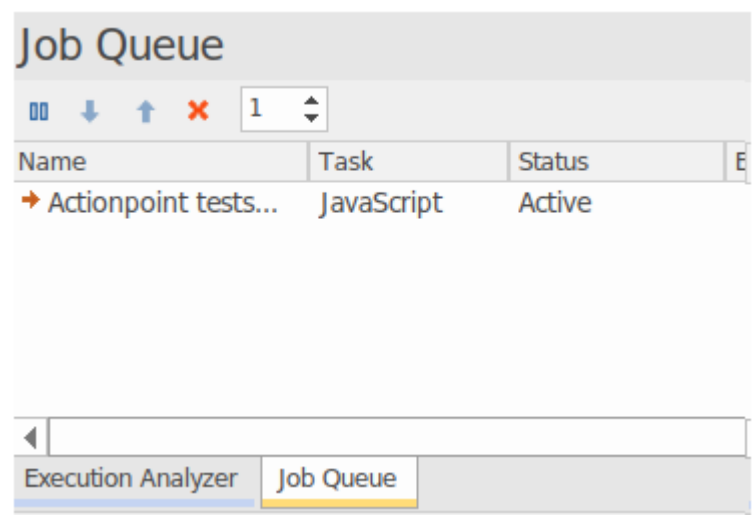 Job Queue
1
Name Task Status
Actionpoint tests... JavaScript Active
Execution Analyzer Job Queue